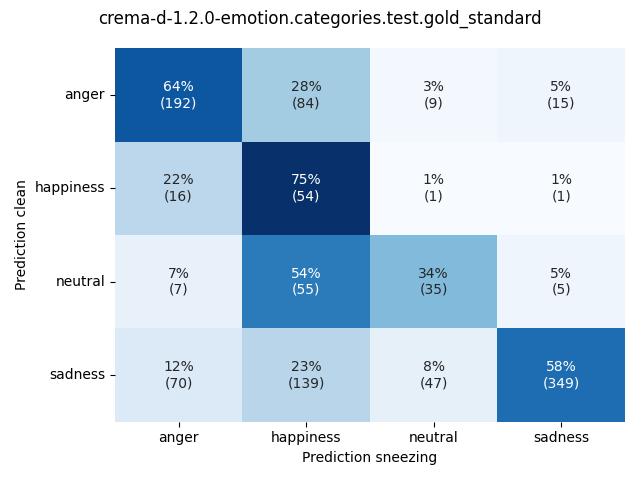 crema-d-1.2.0-emotion.categories.test.gold_standard
anger
64%
(192)
28%
(84)
3%
(9)
5%
(15)
happiness
22%
(16)
75%
(54)
1%
(1)
1%
(1)
neutral
7%
(7)
54%
(55)
34%
(35)
5%
(5)
sadness
12%
(70)
23%
(139)
8%
(47)
58%
(349)
Prediction clean
anger
happiness
neutral
sadness
Prediction sneezing